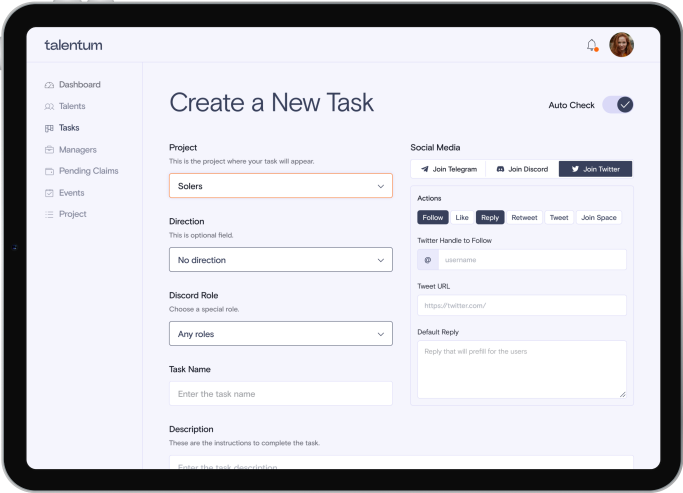 talentum
Dashboard
Talents
Tasks
Managers
Pending Claims
Events
Project
Create a New Task
Auto Check
Project
This is the project where your task will appear.
Solers
Direction
This is optional field.
No direction
Discord Role
Choose a special role.
Any roles
Task Name
Enter the task name
Description
These are the instructions to complete the task.
Enter the task description
Social Media
Join Telegram Join Discord Join Twitter
Actions
Follow Like Reply Retweet Tweet Join Space
Twitter Handle to Follow
@ username
Tweet URL
https://twitter.com/
Default Reply
Reply that will prefill for the users